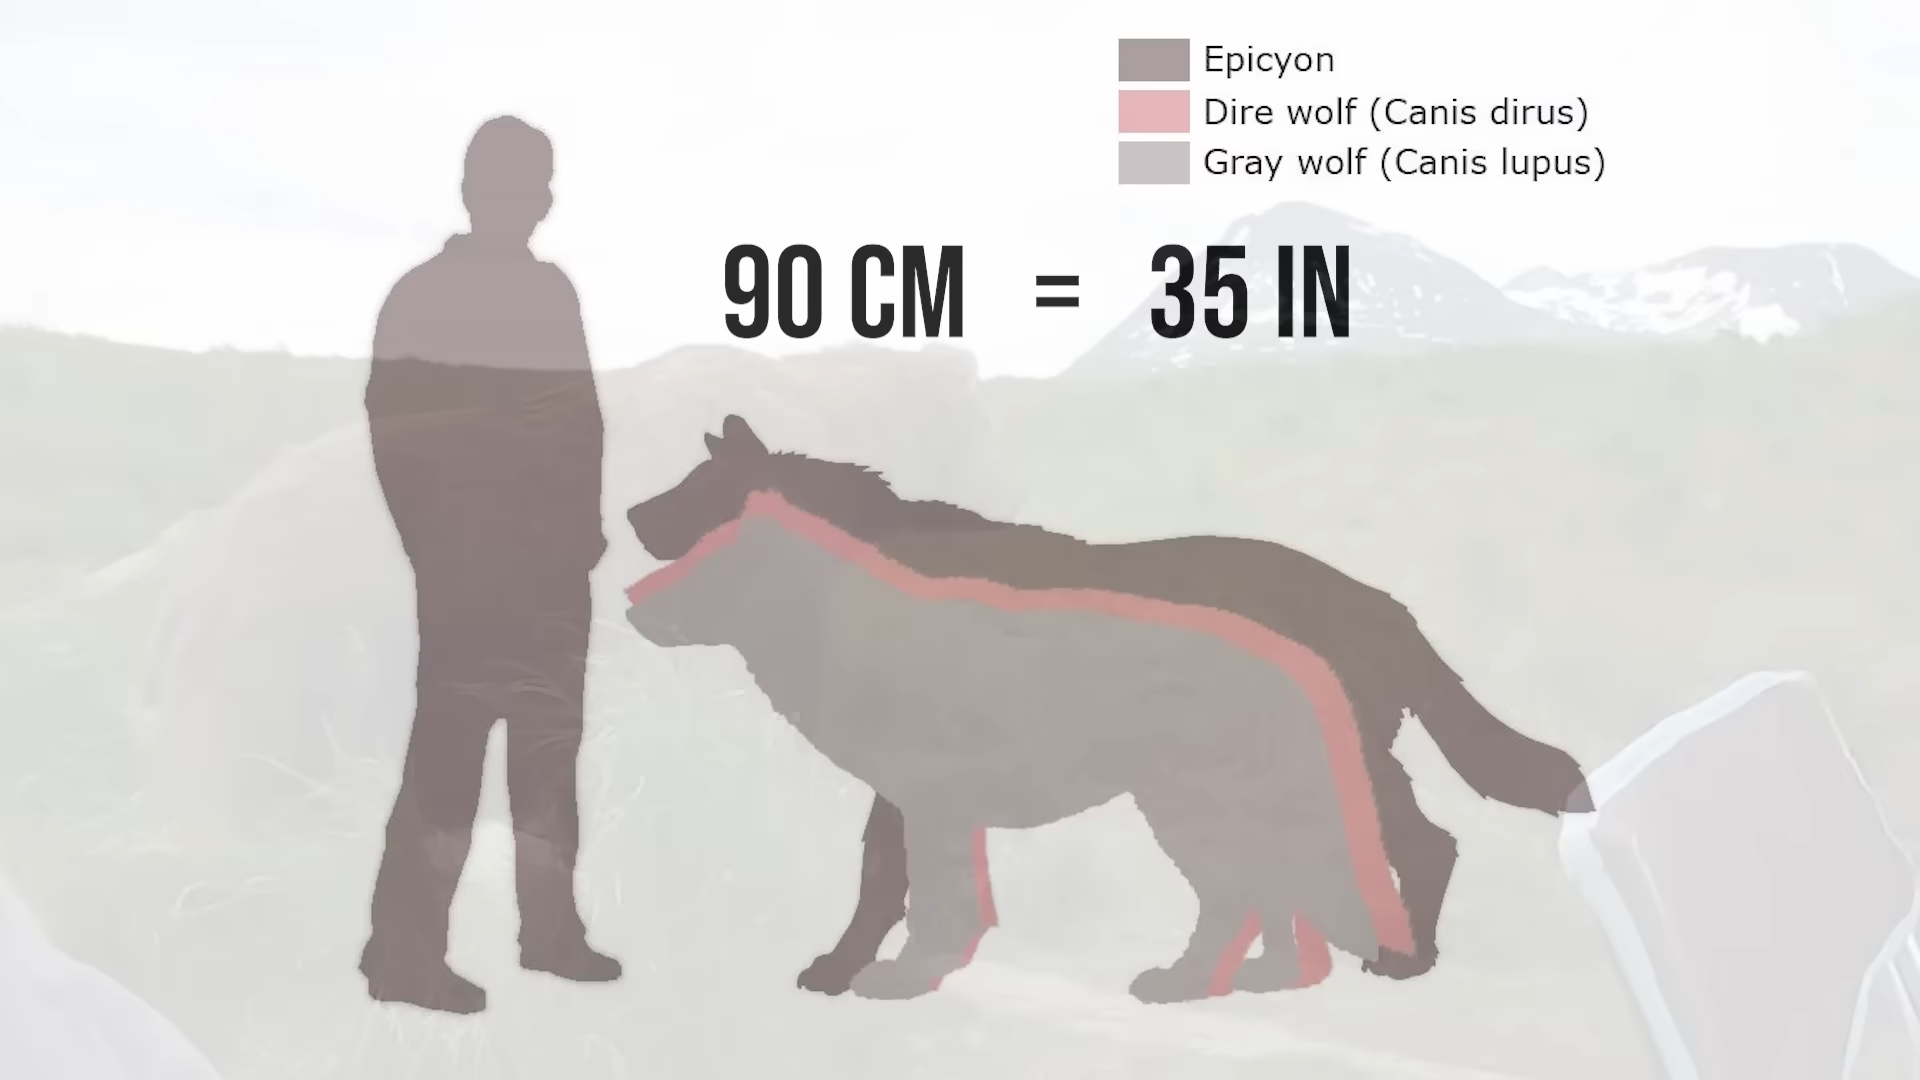 Epicyon
Dire wolf (Canis dirus)
Gray wolf (Canis lupus)
90 CM = 35 IN